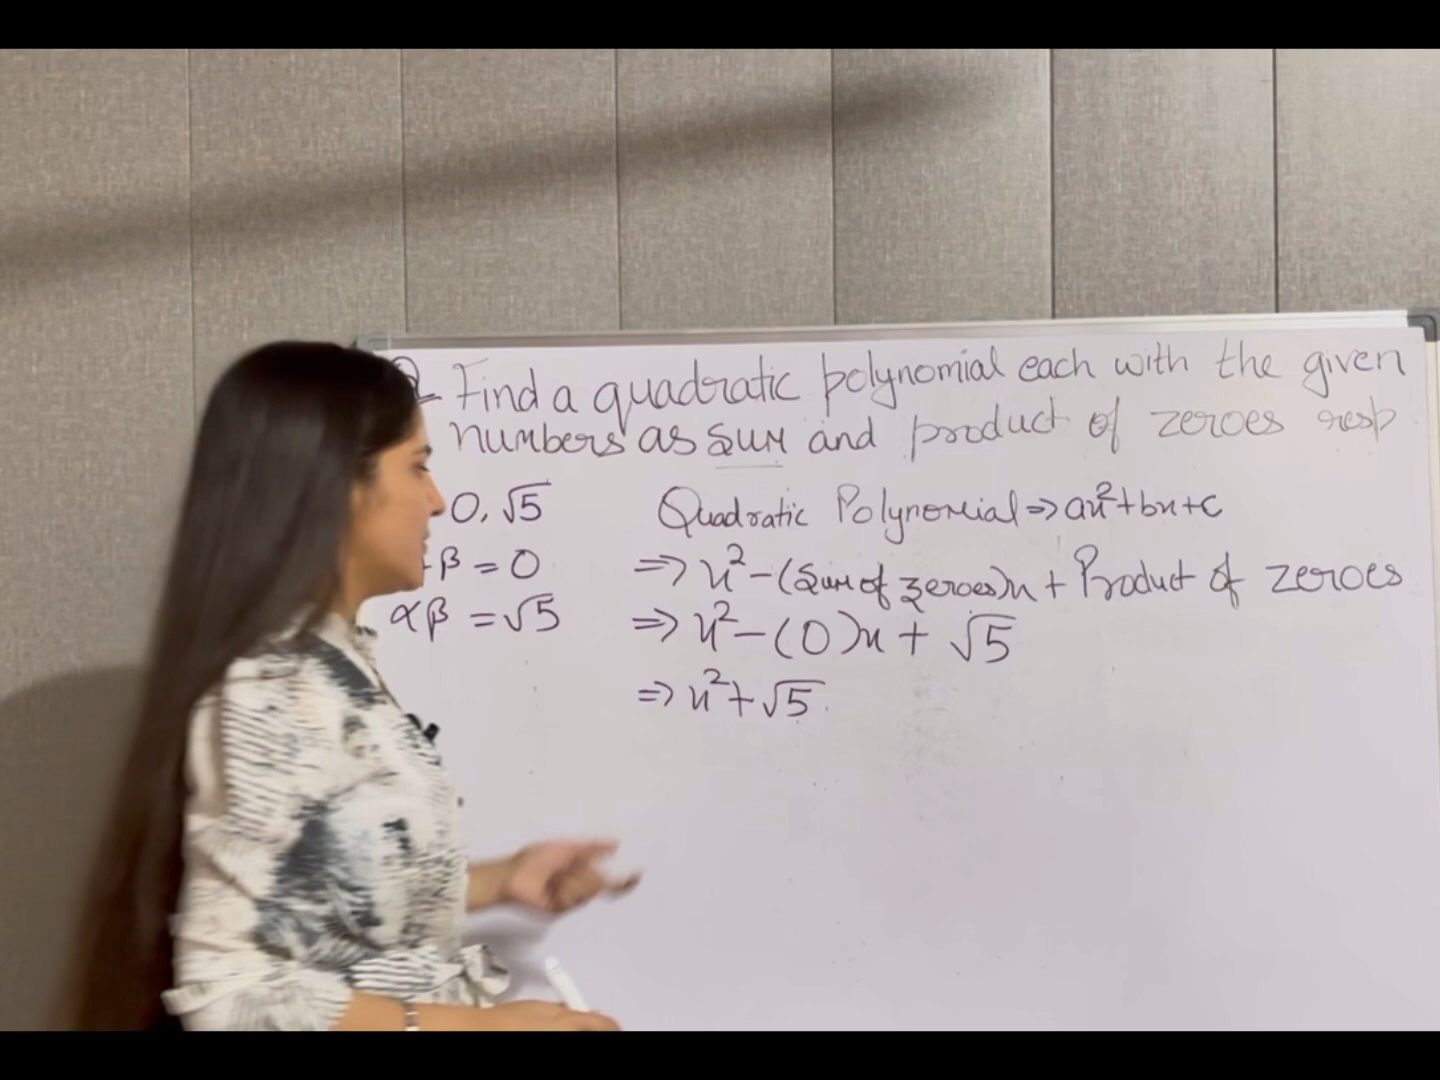 Find a quadratic polynomial each with the given
numbers as sum and product of zeroes resp
0, √5
β = 0
αβ = √5
Quadratic Polynomial ⇒ ax²+bx+c
⇒ x² - (Sum of zeroes)x + Product of zeroes
⇒ x² - (0)x + √5
⇒ x² + √5